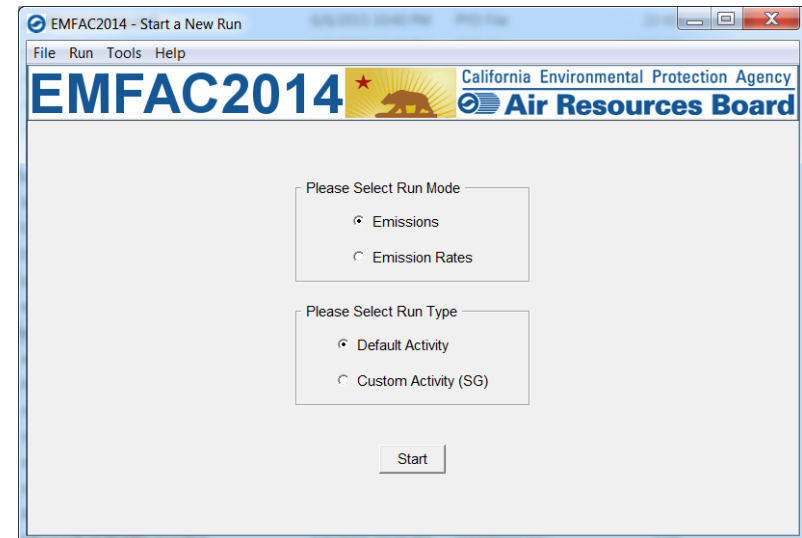 EMFAC2014 - Start a New Run
File Run Tools Help
EMFAC2014
California Environmental Protection Agency
Air Resources Board
Please Select Run Mode
Emissions
Emission Rates
Please Select Run Type
Default Activity
Custom Activity (SG)
Start